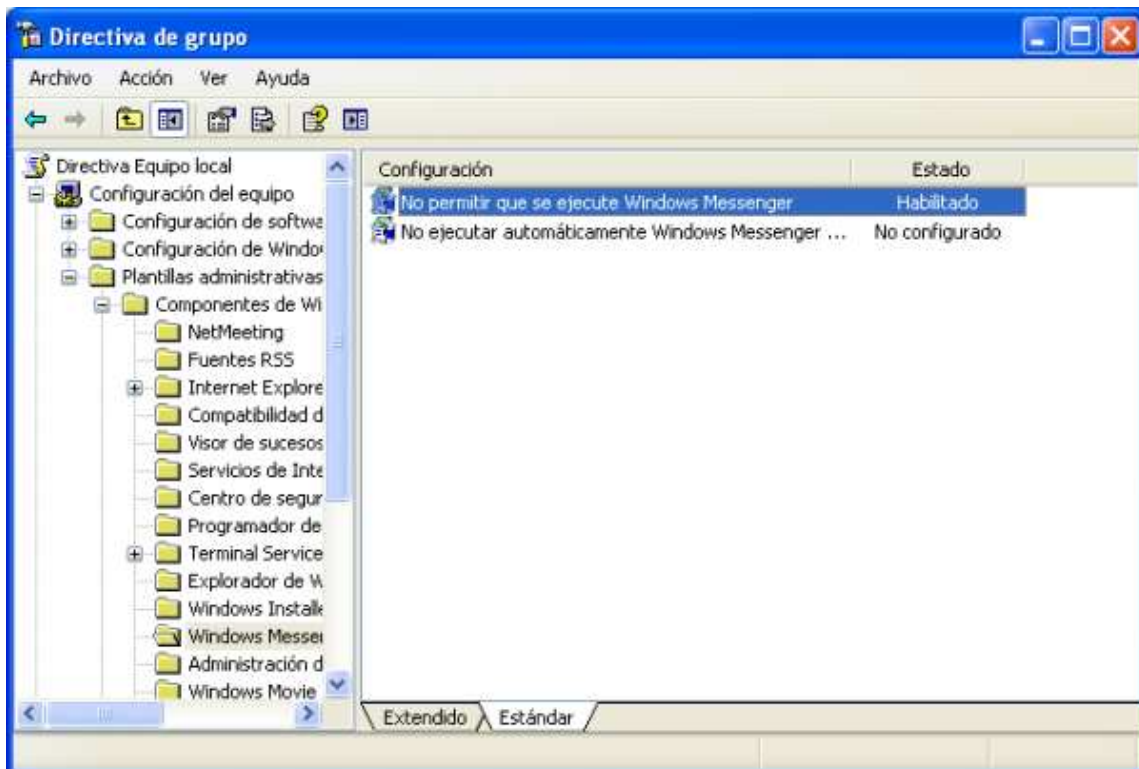 Directiva de grupo
Archivo Acción Ver Ayuda
Directiva Equipo local
Configuración del equipo
Configuración de softwa
Configuración de Windo
Plantillas administrativas
Componentes de Wi
NetMeeting
Fuentes RSS
Internet Explore
Compatibilidad d
Visor de sucesos
Servicios de Inte
Centro de segur
Programador de
Terminal Service
Explorador de W
Windows Installe
Windows Messer
Administración d
Windows Movie
Configuración Estado
No permitir que se ejecute Windows Messenger Habilitado
No ejecutar automáticamente Windows Messenger ... No configurado
Extendido Estándar